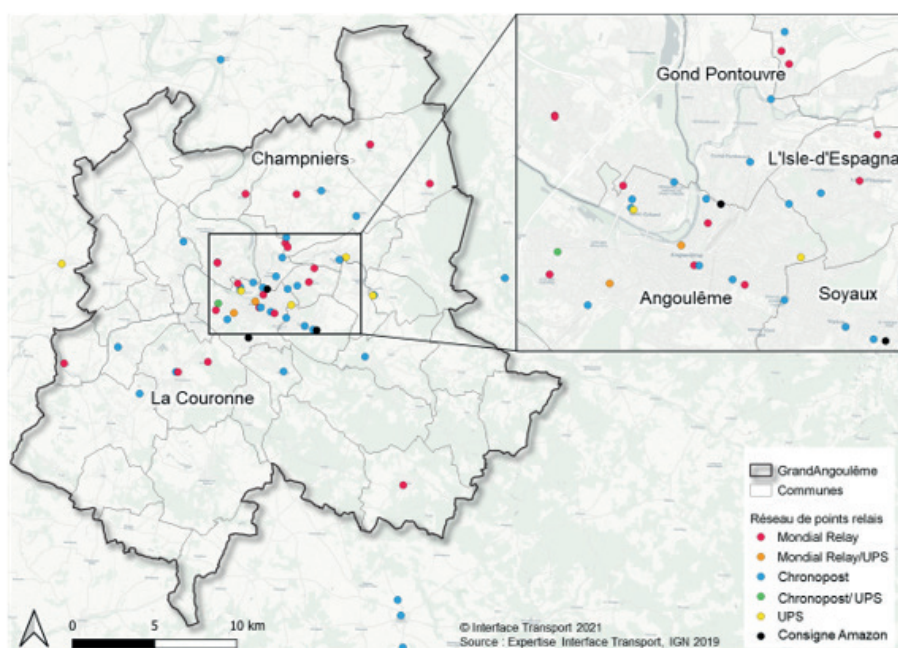 Gond Pontouvre
Champniers
L'Isle-d'Espagna
Angoulême
Soyaux
La Couronne
GrandAngoulême
Communes
Réseau de points relais
Mondial Relay
Mondial Relay/UPS
Chronopost
Chronopost/ UPS
UPS
Consigne Amazon
0 5 10 km
© Interface Transport 2021
Source : Expertise Interface Transport, IGN 2019